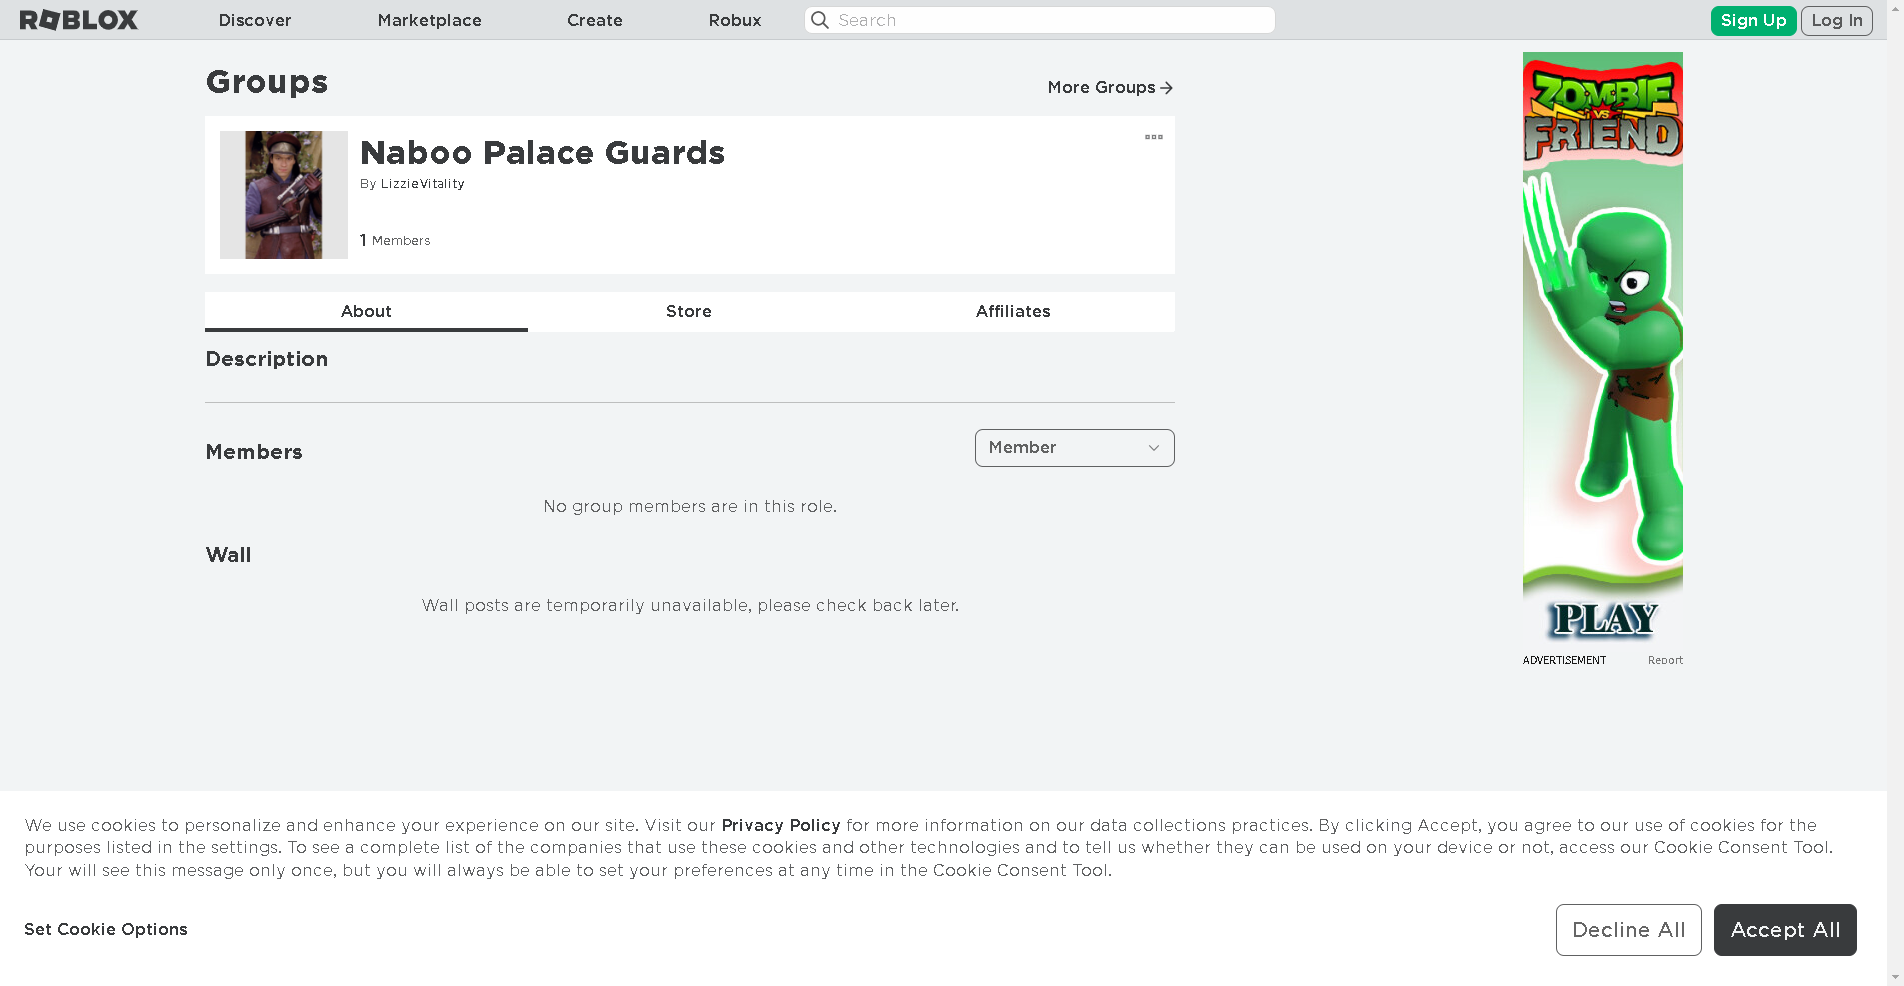 ROBLOX Discover Marketplace Create Robux Search Sign Up Log In
Groups
More Groups
Naboo Palace Guards
By LizzieVitality
1 Members
About Store Affiliates
Description
Members
Member
No group members are in this role.
Wall
Wall posts are temporarily unavailable, please check back later.
ZOMBIE
VS
FRIEND
PLAY
ADVERTISEMENT Report
We use cookies to personalize and enhance your experience on our site. Visit our Privacy Policy for more information on our data collections practices. By clicking Accept, you agree to our use of cookies for the
purposes listed in the settings. To see a complete list of the companies that use these cookies and other technologies and to tell us whether they can be used on your device or not, access our Cookie Consent Tool.
Your will see this message only once, but you will always be able to set your preferences at any time in the Cookie Consent Tool.
Set Cookie Options
Decline All
Accept All